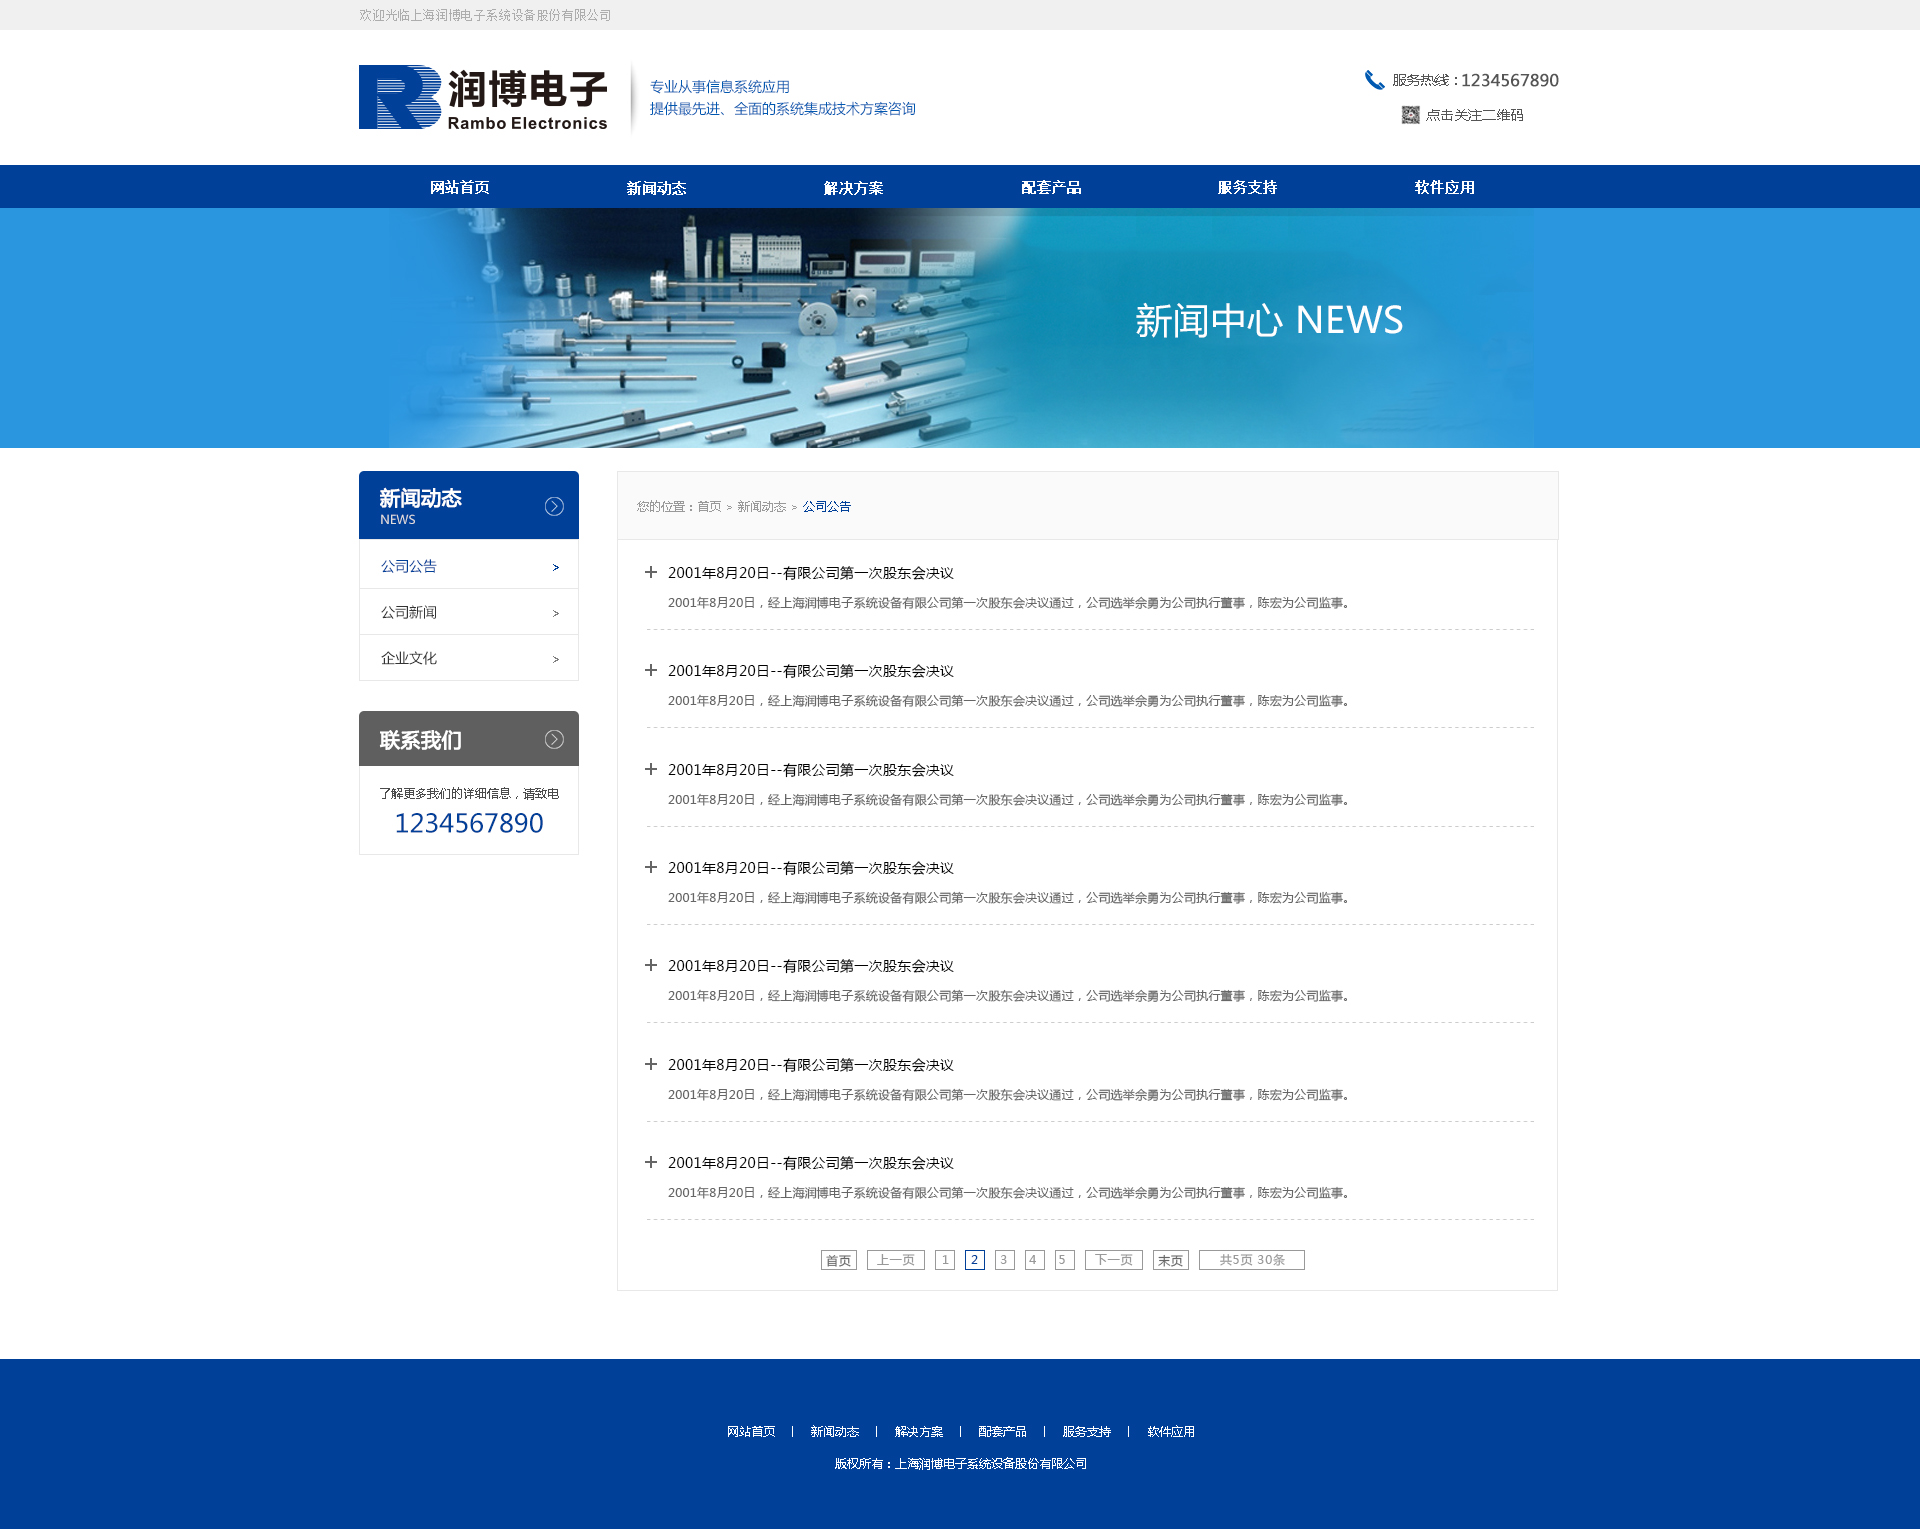 欢迎光临上海润博电子系统设备股份有限公司
润博电子
Rambo Electronics
专业从事信息系统应用
提供最先进、全面的系统集成技术方案咨询
服务热线：1234567890
点击关注二维码
网站首页 新闻动态 解决方案 配套产品 服务支持 软件应用
新闻中心 NEWS
新闻动态
NEWS
公司公告 >
公司新闻 >
企业文化 >
联系我们
了解更多我们的详细信息，请致电
1234567890
您的位置：首页 > 新闻动态 > 公司公告
2001年8月20日--有限公司第一次股东会决议
2001年8月20日，经上海润博电子系统设备有限公司第一次股东会决议通过，公司选举余勇为公司执行董事，陈宏为公司监事。
2001年8月20日--有限公司第一次股东会决议
2001年8月20日，经上海润博电子系统设备有限公司第一次股东会决议通过，公司选举余勇为公司执行董事，陈宏为公司监事。
2001年8月20日--有限公司第一次股东会决议
2001年8月20日，经上海润博电子系统设备有限公司第一次股东会决议通过，公司选举余勇为公司执行董事，陈宏为公司监事。
2001年8月20日--有限公司第一次股东会决议
2001年8月20日，经上海润博电子系统设备有限公司第一次股东会决议通过，公司选举余勇为公司执行董事，陈宏为公司监事。
2001年8月20日--有限公司第一次股东会决议
2001年8月20日，经上海润博电子系统设备有限公司第一次股东会决议通过，公司选举余勇为公司执行董事，陈宏为公司监事。
2001年8月20日--有限公司第一次股东会决议
2001年8月20日，经上海润博电子系统设备有限公司第一次股东会决议通过，公司选举余勇为公司执行董事，陈宏为公司监事。
2001年8月20日--有限公司第一次股东会决议
2001年8月20日，经上海润博电子系统设备有限公司第一次股东会决议通过，公司选举余勇为公司执行董事，陈宏为公司监事。
首页 上一页 1 2 3 4 5 下一页 末页 共5页 30条
网站首页 | 新闻动态 | 解决方案 | 配套产品 | 服务支持 | 软件应用
版权所有：上海润博电子系统设备股份有限公司